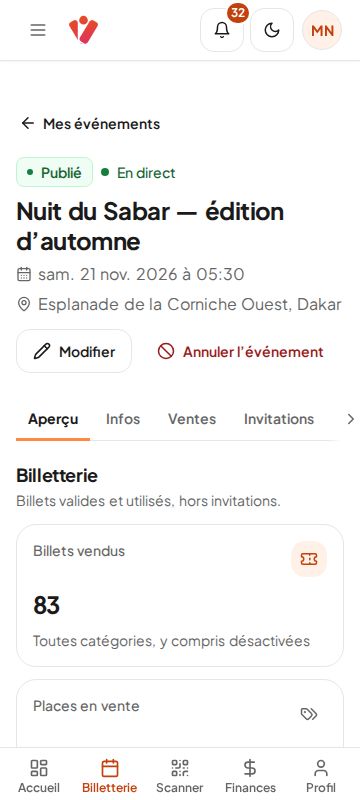 32
MN
Mes événements
Publié
En direct
Nuit du Sabar — édition
d’automne
sam. 21 nov. 2026 à 05:30
Esplanade de la Corniche Ouest, Dakar
Modifier
Annuler l’événement
Aperçu Infos Ventes Invitations
Billetterie
Billets valides et utilisés, hors invitations.
Billets vendus
83
Toutes catégories, y compris désactivées
Places en vente
Accueil Billetterie Scanner Finances Profil